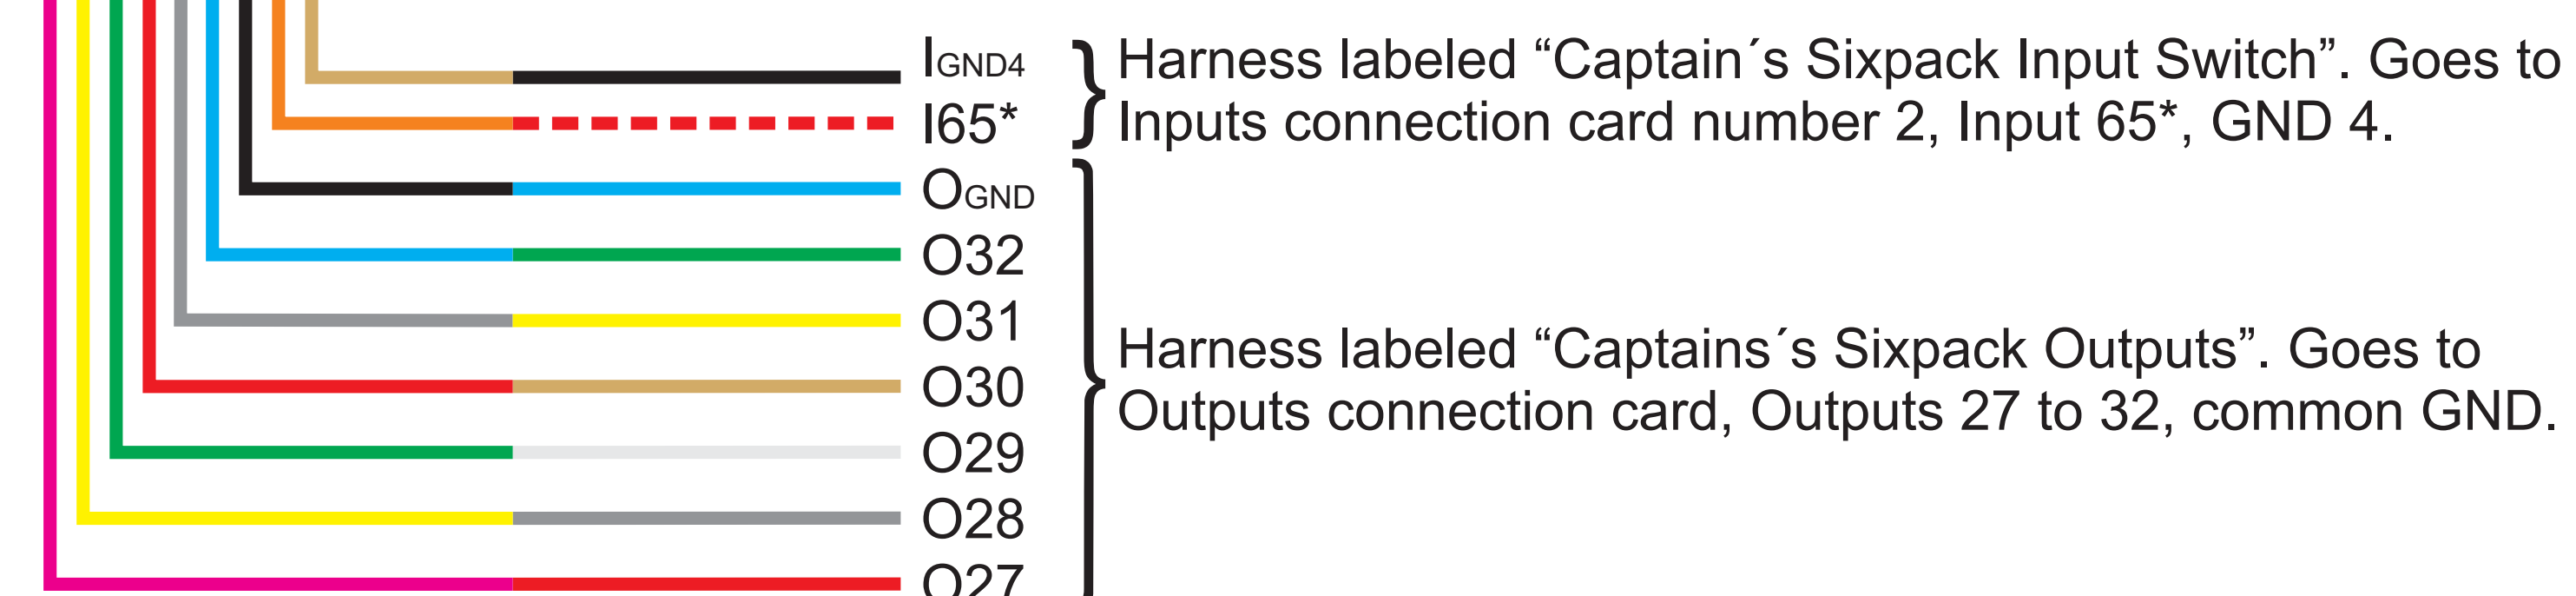 IGND4
I65*
Harness labeled “Captain´s Sixpack Input Switch”. Goes to
Inputs connection card number 2, Input 65*, GND 4.
OGND
O32
O31
O30
O29
O28
O27
Harness labeled “Captains´s Sixpack Outputs”. Goes to
Outputs connection card, Outputs 27 to 32, common GND.